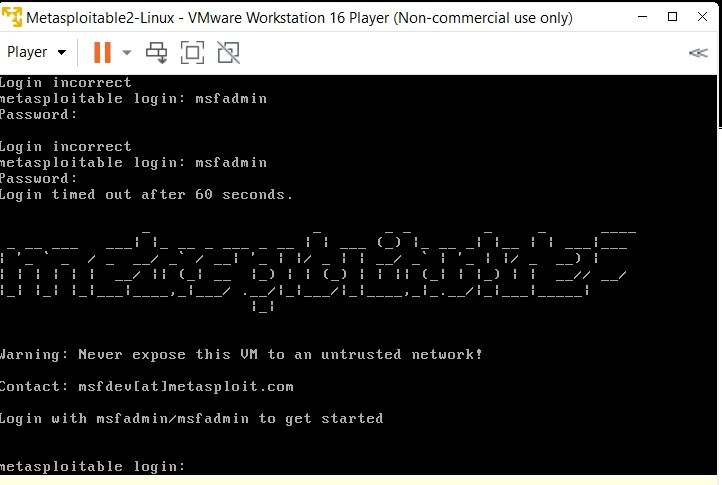 Metasploitable2-Linux - VMware Workstation 16 Player (Non-commercial use only)
Player
Login incorrect
metasploitable login: msfadmin
Password:
Login incorrect
metasploitable login: msfadmin
Password:
Login timed out after 60 seconds.
metasploitable2
Warning: Never expose this VM to an untrusted network!
Contact: msfdev[at]metasploit.com
Login with msfadmin/msfadmin to get started
metasploitable login: